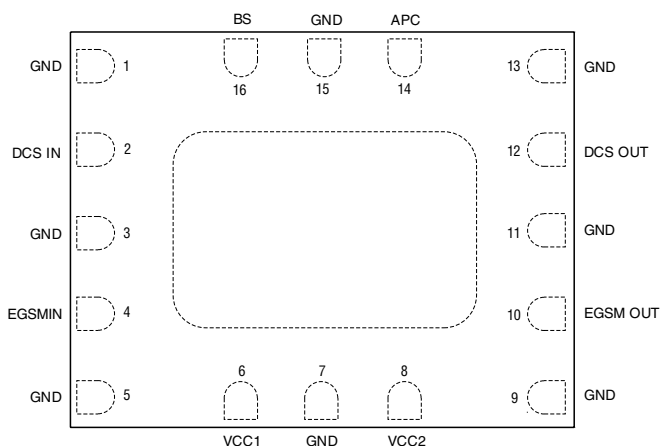 BS GND APC
GND 1 16 15 14 13 GND
DCS IN 2 12 DCS OUT
GND 3 11 GND
EGSMIN 4 10 EGSM OUT
6 7 8
GND 5 9 GND
VCC1 GND VCC2